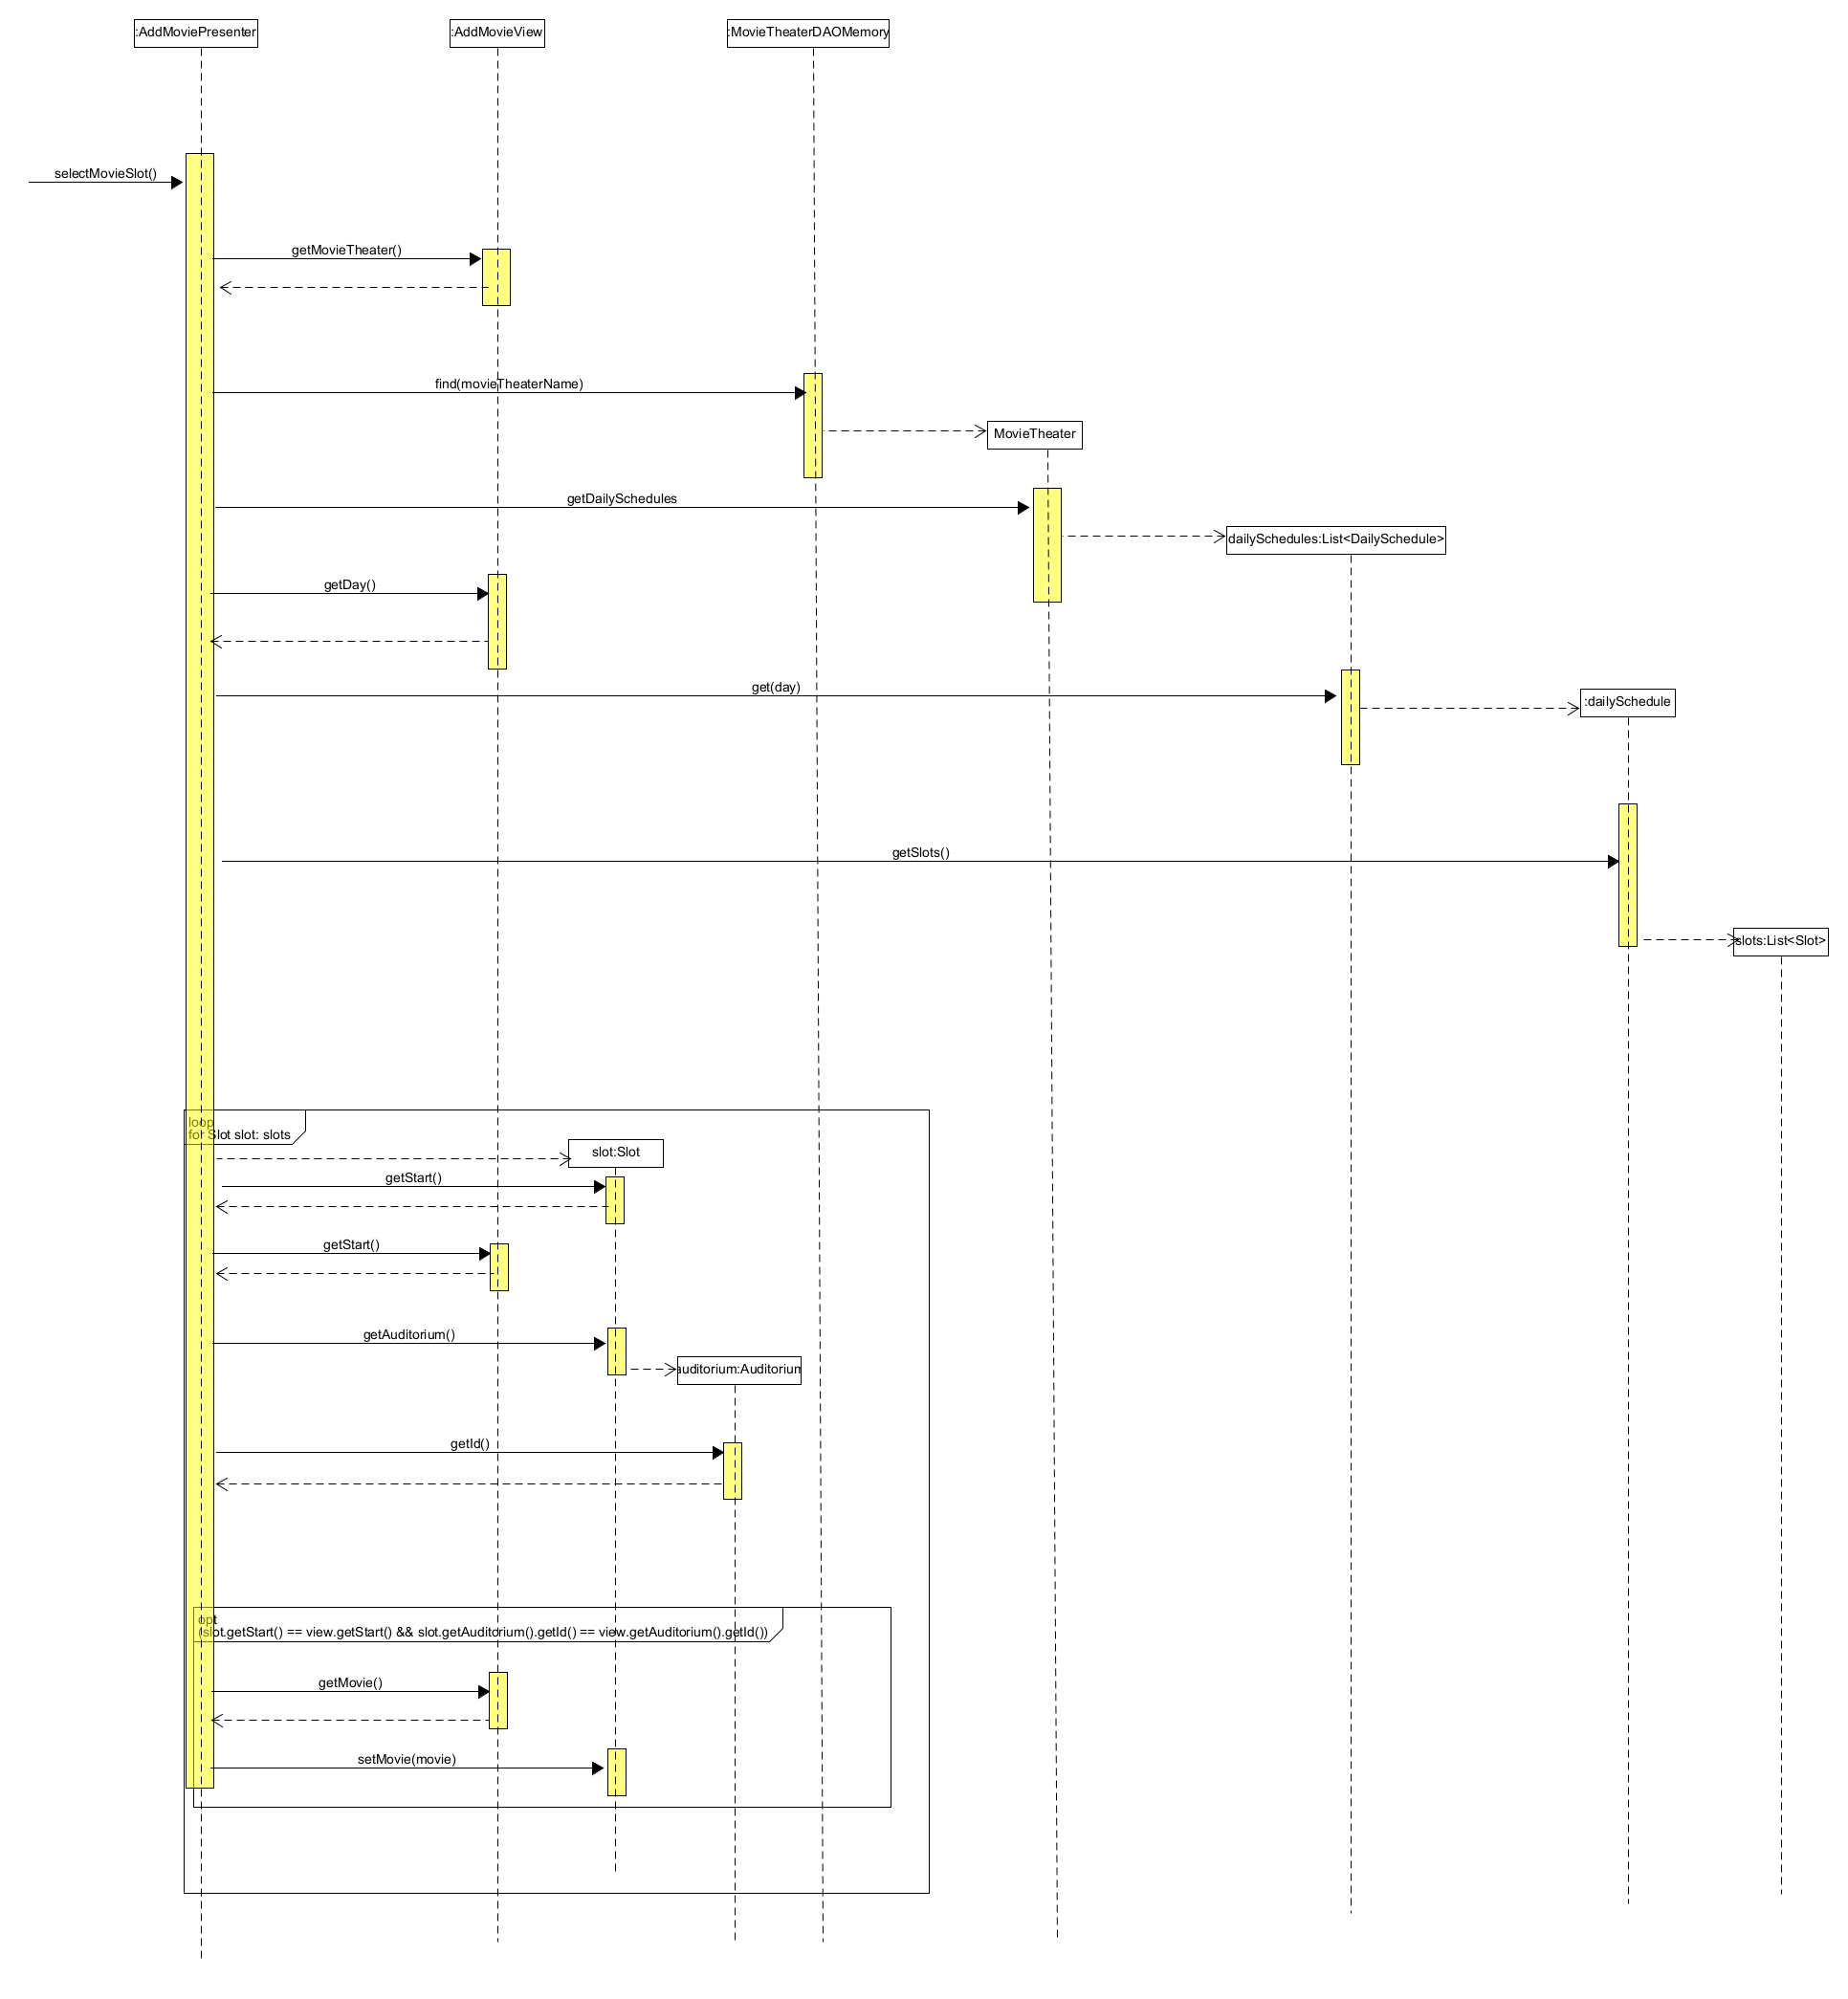 :AddMoviePresenter
:AddMovieView
:MovieTheaterDAOMemory
selectMovieSlot()
getMovieTheater()
find(movieTheaterName)
MovieTheater
getDailySchedules
dailySchedules:List<DailySchedule>
getDay()
get(day)
:dailySchedule
getSlots()
slots:List<Slot>
loop
for Slot slot: slots
slot:Slot
getStart()
getStart()
getAuditorium()
auditorium:Auditorium
getId()
opt
(slot.getStart() == view.getStart() && slot.getAuditorium().getId() == view.getAuditorium().getId())
getMovie()
setMovie(movie)